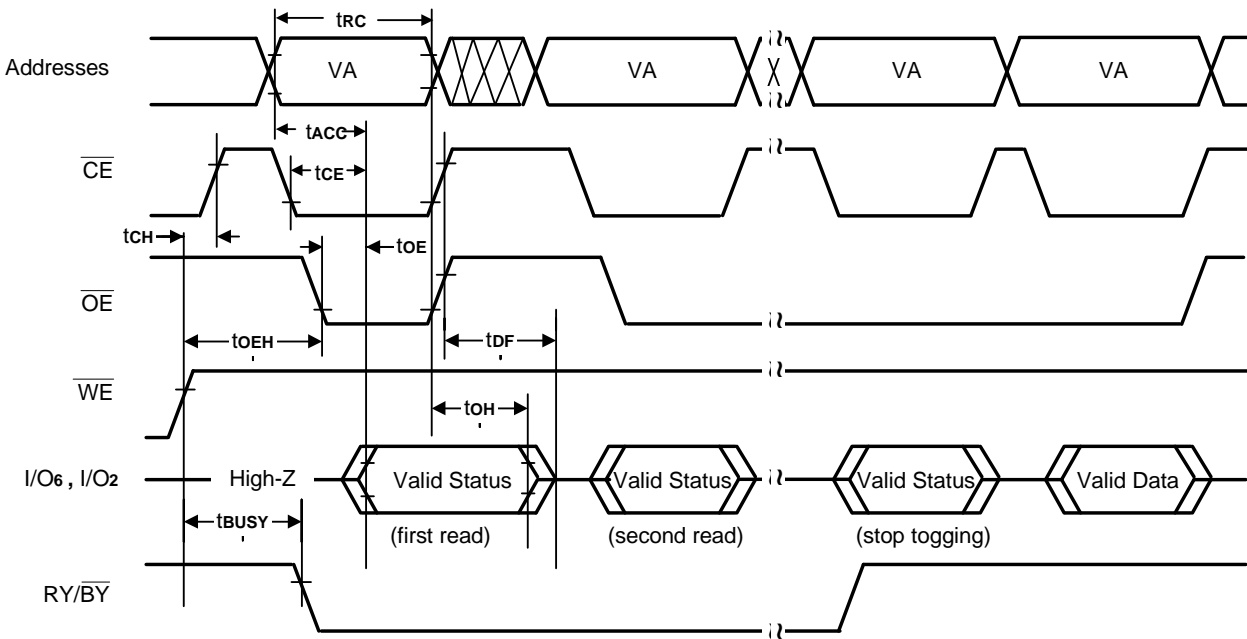 tRC
Addresses
VA
VA
VA
VA
tACC
CE
tCE
tCH
tOE
OE
tOEH
tDF
WE
tOH
I/O6 , I/O2
High-Z
Valid Status
Valid Status
Valid Status
Valid Data
tBUSY
(first read)
(second read)
(stop togging)
RY/BY